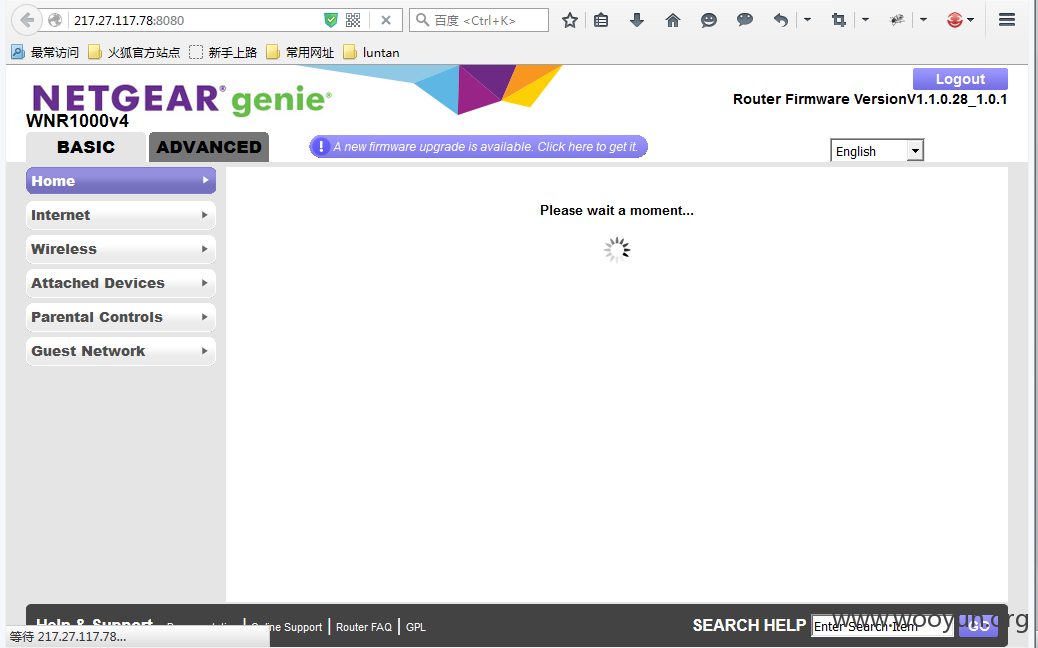 217.27.117.78:8080
百度 <Ctrl+K>
最常访问 火狐官方站点 新手上路 常用网址 luntan
NETGEAR® genie®
Logout
Router Firmware VersionV1.1.0.28_1.0.1
WNR1000v4
BASIC ADVANCED
! A new firmware upgrade is available. Click here to get it.
English
Home
Internet
Wireless
Attached Devices
Parental Controls
Guest Network
Please wait a moment...
Help & Support
Online Support | Router FAQ | GPL
SEARCH HELP Enter Search Item GO
www.wooyun.org
等待 217.27.117.78...